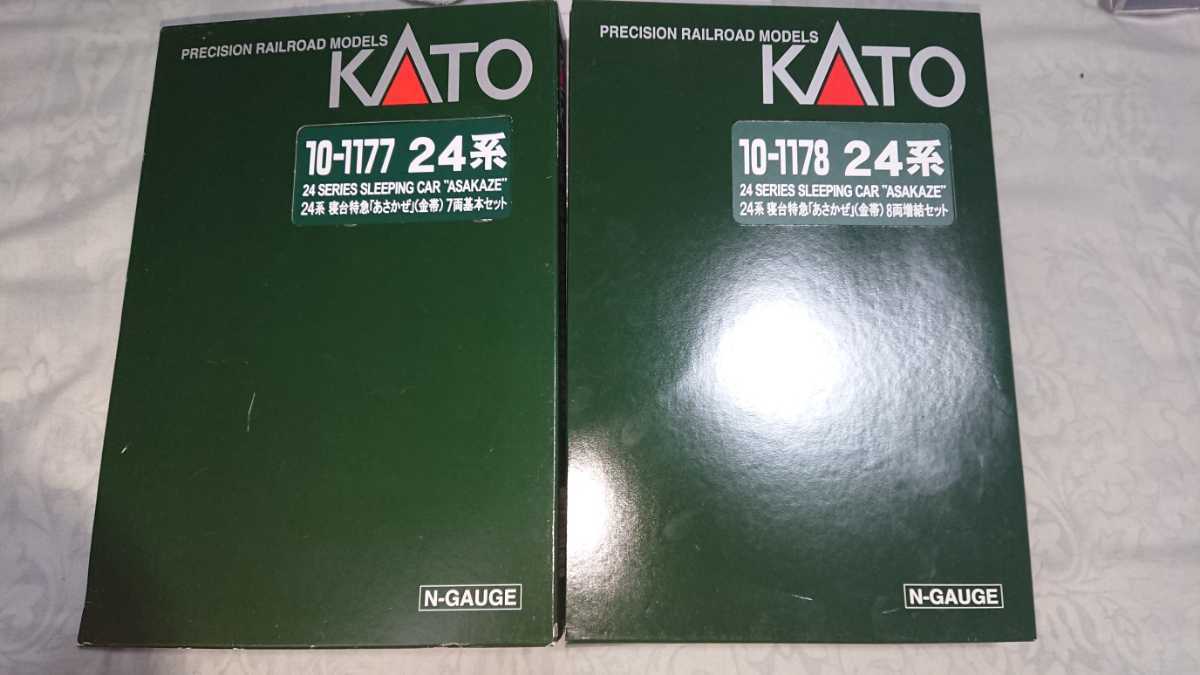 PRECISION RAILROAD MODELS
KATO
10-1177 24系
24 SERIES SLEEPING CAR "ASAKAZE"
24系 寝台特急「あさかぜ」(金帯) 7両基本セット
N-GAUGE
PRECISION RAILROAD MODELS
KATO
10-1178 24系
24 SERIES SLEEPING CAR "ASAKAZE"
24系 寝台特急「あさかぜ」(金帯) 8両増結セット
N-GAUGE